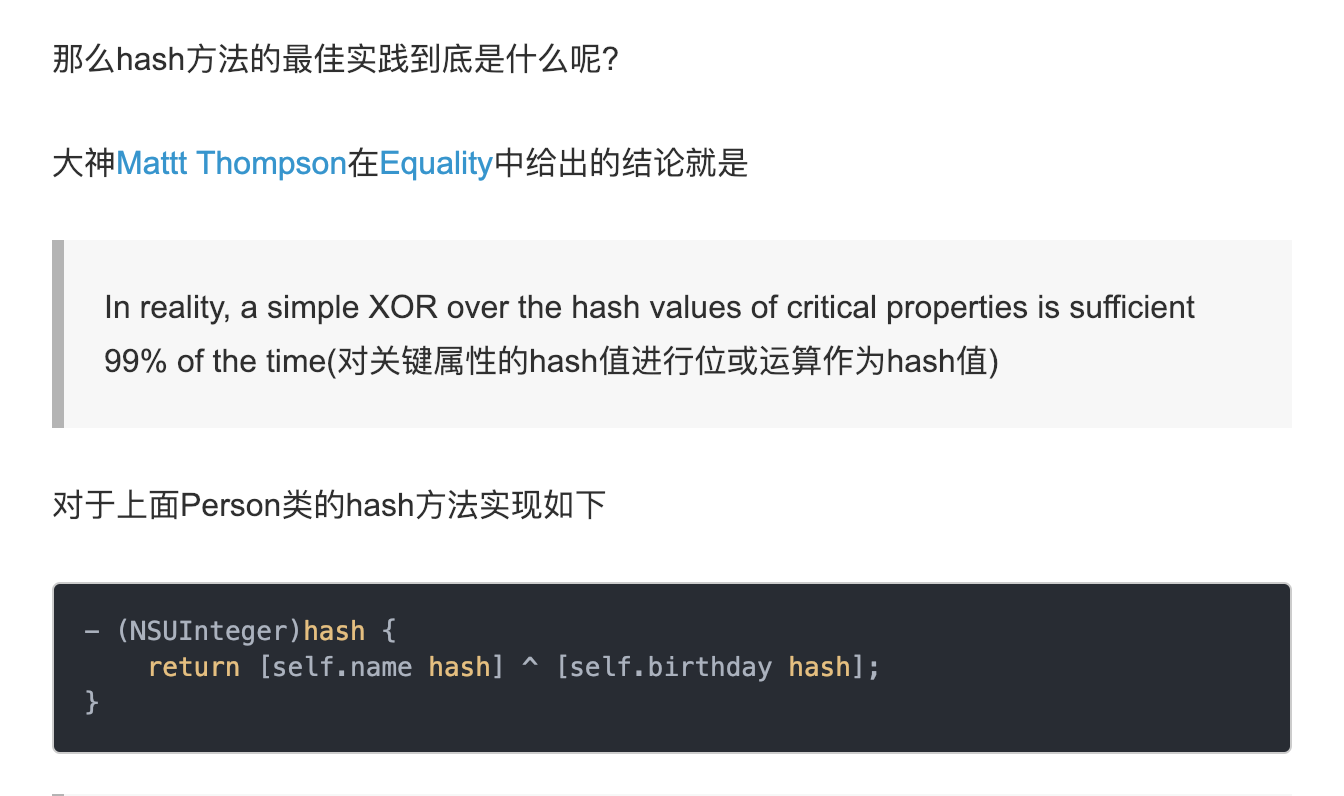 那么hash方法的最佳实践到底是什么呢?
大神Mattt Thompson在Equality中给出的结论就是
In reality, a simple XOR over the hash values of critical properties is sufficient
99% of the time(对关键属性的hash值进行位或运算作为hash值)
对于上面Person类的hash方法实现如下
- (NSUInteger)hash {
    return [self.name hash] ^ [self.birthday hash];
}